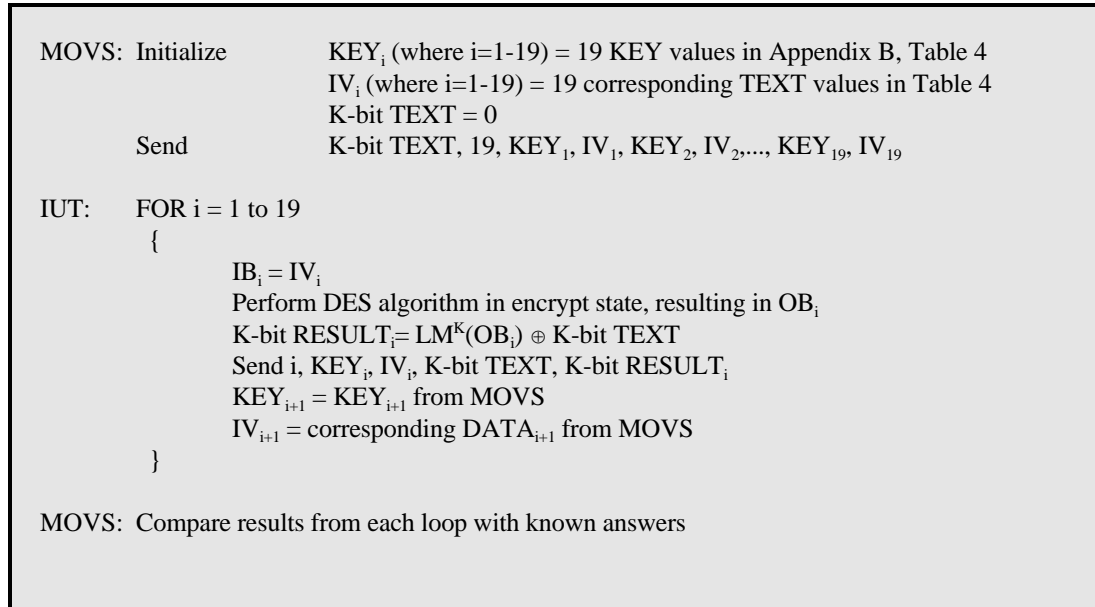 MOVS: Initialize KEYᵢ (where i=1-19) = 19 KEY values in Appendix B, Table 4
IVᵢ (where i=1-19) = 19 corresponding TEXT values in Table 4
K-bit TEXT = 0
Send K-bit TEXT, 19, KEY₁, IV₁, KEY₂, IV₂,..., KEY₁₉, IV₁₉
IUT: FOR i = 1 to 19
{
IBᵢ = IVᵢ
Perform DES algorithm in encrypt state, resulting in OBᵢ
K-bit RESULTᵢ= LMᴷ(OBᵢ) ⊕ K-bit TEXT
Send i, KEYᵢ, IVᵢ, K-bit TEXT, K-bit RESULTᵢ
KEYᵢ₊₁ = KEYᵢ₊₁ from MOVS
IVᵢ₊₁ = corresponding DATAᵢ₊₁ from MOVS
}
MOVS: Compare results from each loop with known answers